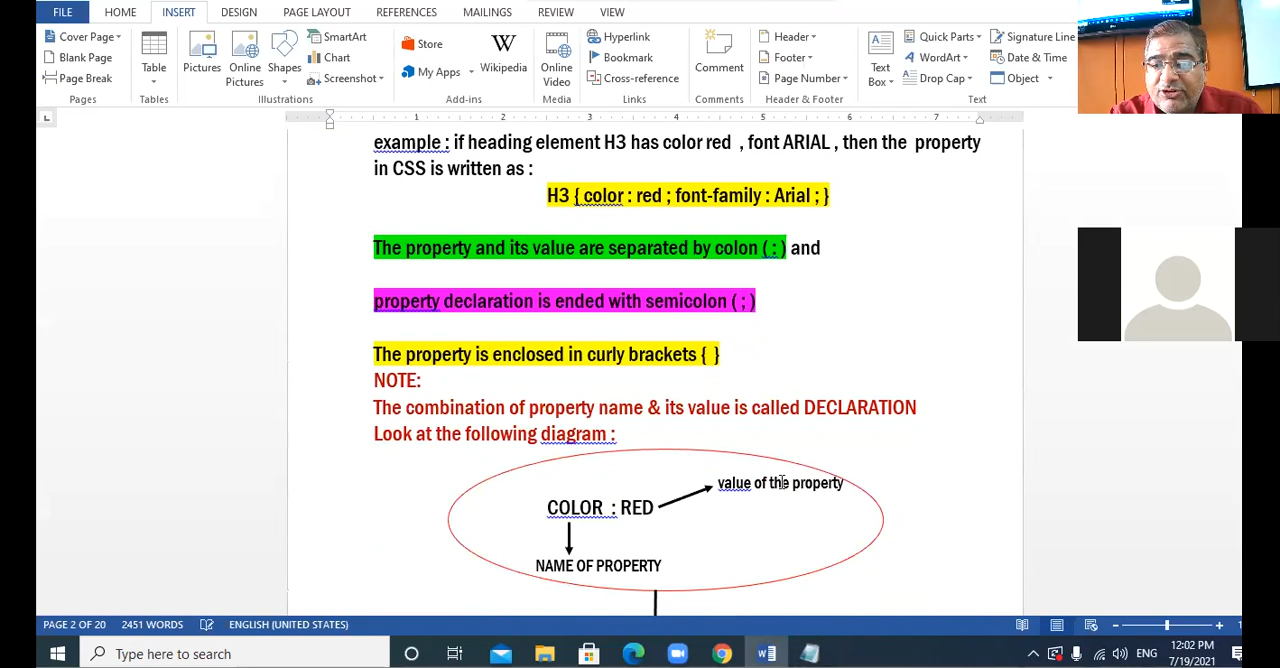 FILE HOME INSERT DESIGN PAGE LAYOUT REFERENCES MAILINGS REVIEW VIEW
Cover Page
Blank Page
Page Break
Pages
Table
Tables
Pictures
Online Pictures
Shapes
SmartArt
Chart
Screenshot
Illustrations
Store
My Apps
W
Wikipedia
Add-ins
Online Video
Media
Hyperlink
Bookmark
Cross-reference
Links
Comment
Comments
Header
Footer
Page Number
Header & Footer
A
Text Box
Quick Parts
WordArt
Drop Cap
Signature Line
Date & Time
Object
Text
1 2 3 4 5 6 7
example : if heading element H3 has color red , font ARIAL , then the property
in CSS is written as :
H3 { color : red ; font-family : Arial ; }
The property and its value are separated by colon ( : ) and
property declaration is ended with semicolon ( ; )
The property is enclosed in curly brackets { }
NOTE:
The combination of property name & its value is called DECLARATION
Look at the following diagram :
value of the property
COLOR : RED
NAME OF PROPERTY
PAGE 2 OF 20 2451 WORDS ENGLISH (UNITED STATES)
Type here to search
ENG
12:02 PM
7/19/2021